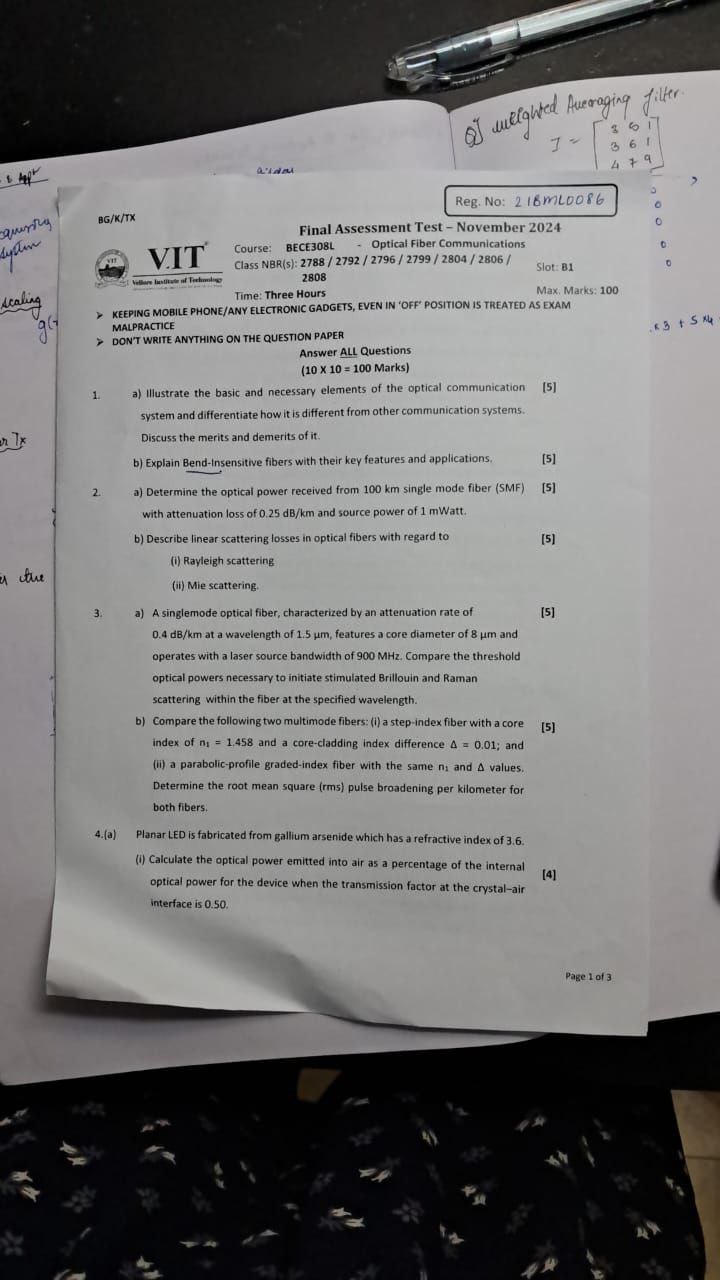 Q] Weighted Averaging filter.
I =
3 6 1
3 6 1
4 7 9
scaling
BG/K/TX
Reg. No: 21BML0086
Final Assessment Test – November 2024
VIT
Vellore Institute of Technology
Course: BECE308L - Optical Fiber Communications
Class NBR(s): 2788 / 2792 / 2796 / 2799 / 2804 / 2806 /
2808
Slot: B1
Time: Three Hours
Max. Marks: 100
➤ KEEPING MOBILE PHONE/ANY ELECTRONIC GADGETS, EVEN IN 'OFF' POSITION IS TREATED AS EXAM
MALPRACTICE
➤ DON'T WRITE ANYTHING ON THE QUESTION PAPER
Answer ALL Questions
(10 X 10 = 100 Marks)
1. a) Illustrate the basic and necessary elements of the optical communication [5]
system and differentiate how it is different from other communication systems.
Discuss the merits and demerits of it.
b) Explain Bend-Insensitive fibers with their key features and applications. [5]
2. a) Determine the optical power received from 100 km single mode fiber (SMF) [5]
with attenuation loss of 0.25 dB/km and source power of 1 mWatt.
b) Describe linear scattering losses in optical fibers with regard to [5]
(i) Rayleigh scattering
(ii) Mie scattering.
3. a) A singlemode optical fiber, characterized by an attenuation rate of [5]
0.4 dB/km at a wavelength of 1.5 μm, features a core diameter of 8 μm and
operates with a laser source bandwidth of 900 MHz. Compare the threshold
optical powers necessary to initiate stimulated Brillouin and Raman
scattering within the fiber at the specified wavelength.
b) Compare the following two multimode fibers: (i) a step-index fiber with a core [5]
index of n₁ = 1.458 and a core-cladding index difference Δ = 0.01; and
(ii) a parabolic-profile graded-index fiber with the same n₁ and Δ values.
Determine the root mean square (rms) pulse broadening per kilometer for
both fibers.
4.(a) Planar LED is fabricated from gallium arsenide which has a refractive index of 3.6.
(i) Calculate the optical power emitted into air as a percentage of the internal [4]
optical power for the device when the transmission factor at the crystal–air
interface is 0.50.
Page 1 of 3